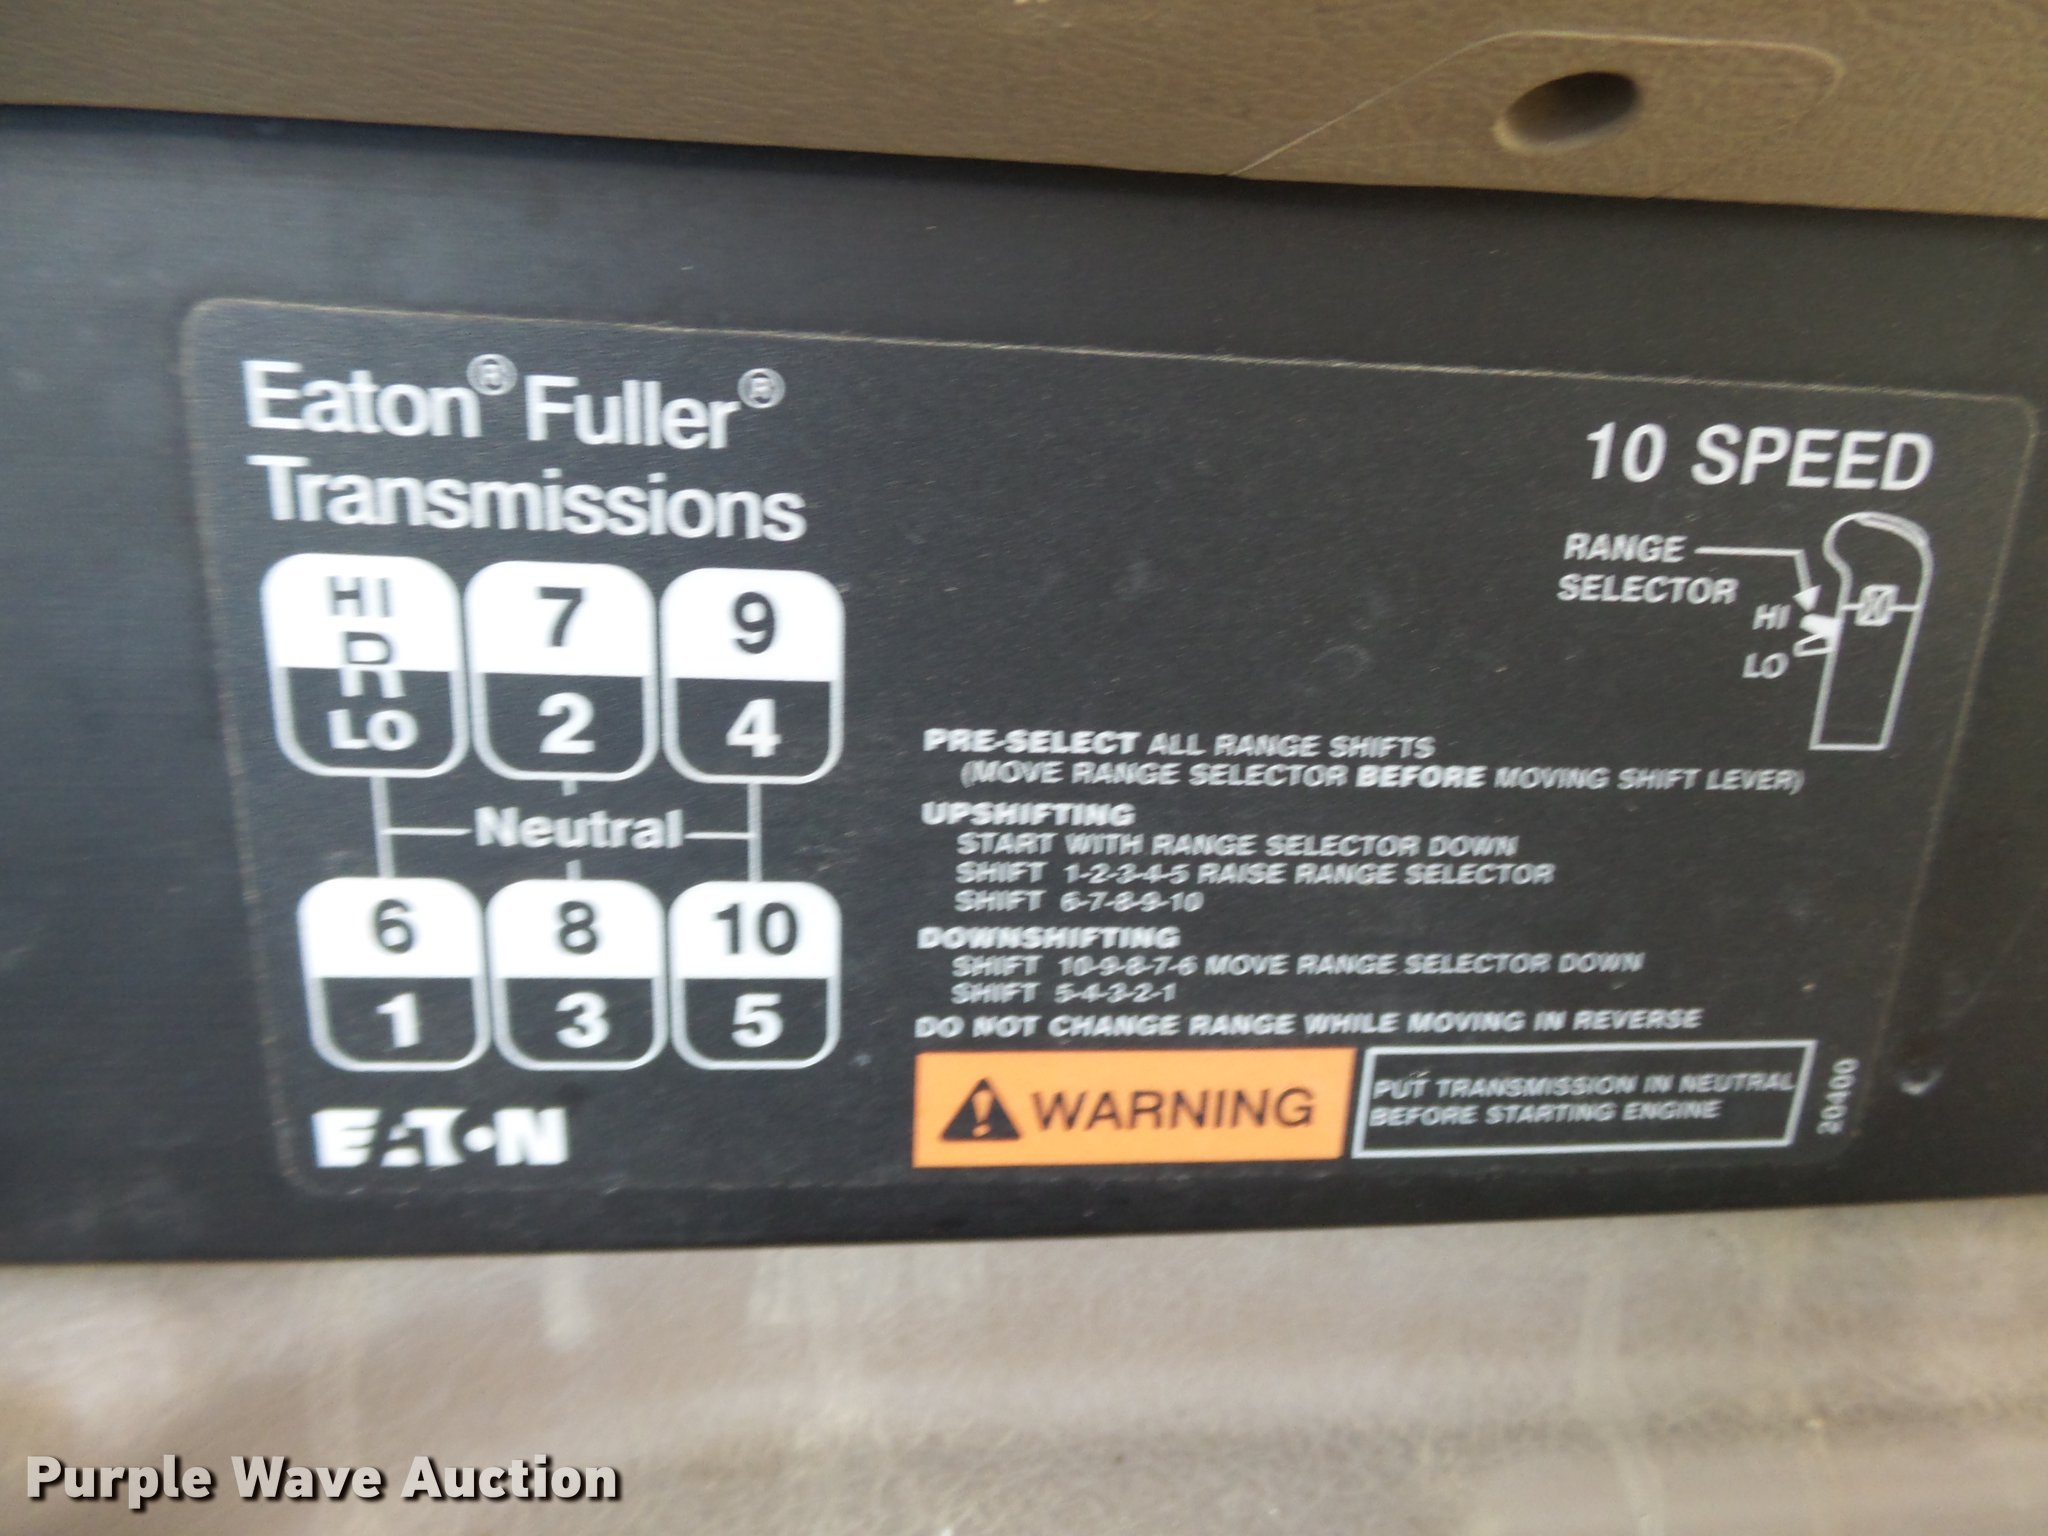 Eaton® Fuller®
Transmissions
10 SPEED
RANGE
SELECTOR
HI
LO
HI
R
LO
7
2
9
4
Neutral
6
1
8
3
10
5
PRE-SELECT ALL RANGE SHIFTS
(MOVE RANGE SELECTOR BEFORE MOVING SHIFT LEVER)
UPSHIFTING
START WITH RANGE SELECTOR DOWN
SHIFT 1-2-3-4-5 RAISE RANGE SELECTOR
SHIFT 6-7-8-9-10
DOWNSHIFTING
SHIFT 10-9-8-7-6 MOVE RANGE SELECTOR DOWN
SHIFT 5-4-3-2-1
DO NOT CHANGE RANGE WHILE MOVING IN REVERSE
WARNING
PUT TRANSMISSION IN NEUTRAL
BEFORE STARTING ENGINE
20400
EATON
Purple Wave Auction